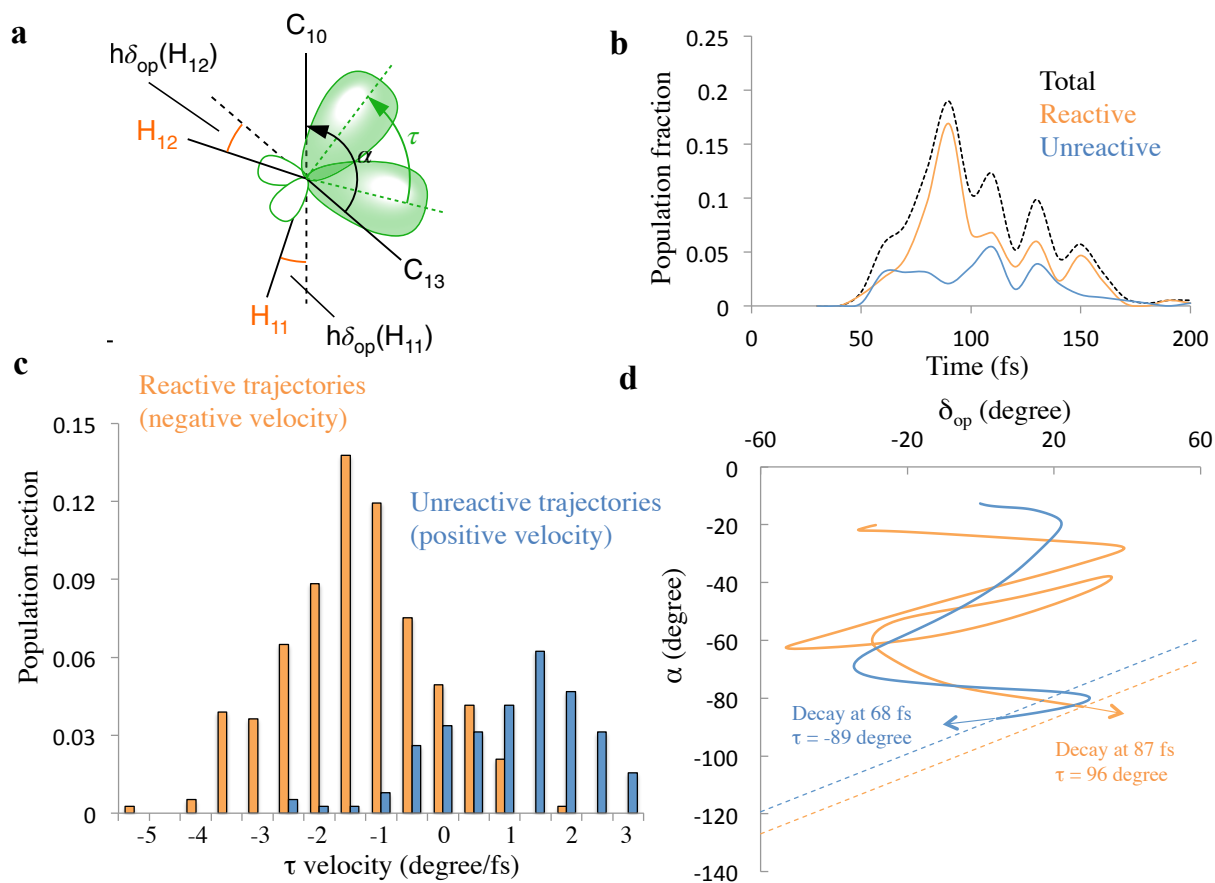 a
C10
hδop(H12)
H12
α
τ
C13
H11
hδop(H11)
-
b
Population fraction
0.25
0.2
0.15
0.1
0.05
0
Total
Reactive
Unreactive
0 50 100 150 200
Time (fs)
c
Reactive trajectories
(negative velocity)
Unreactive trajectories
(positive velocity)
Population fraction
0.15
0.12
0.09
0.06
0.03
0
-5 -4 -3 -2 -1 0 1 2 3
τ velocity (degree/fs)
d
δop (degree)
-60 -20 20 60
α (degree)
0
-20
-40
-60
-80
-100
-120
-140
Decay at 68 fs
τ = -89 degree
Decay at 87 fs
τ = 96 degree